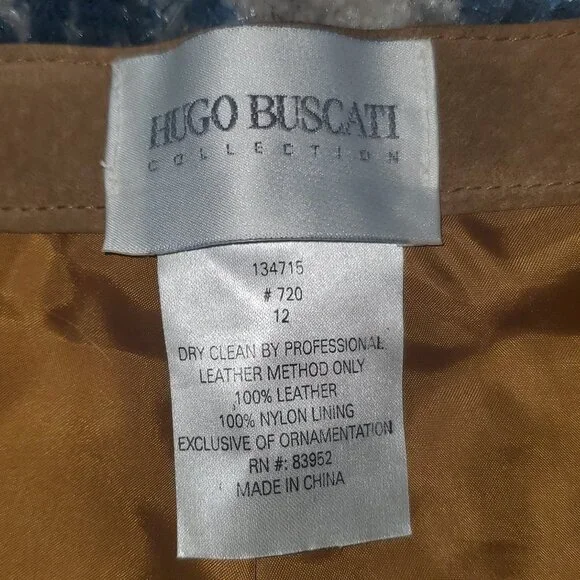 HUGO BUSCATI
COLLECTION
134715
# 720
12
DRY CLEAN BY PROFESSIONAL
LEATHER METHOD ONLY
100% LEATHER
100% NYLON LINING
EXCLUSIVE OF ORNAMENTATION
RN #: 83952
MADE IN CHINA